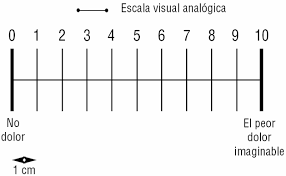 Escala visual analógica
0 1 2 3 4 5 6 7 8 9 10
No
dolor
El peor
dolor
imaginable
1 cm